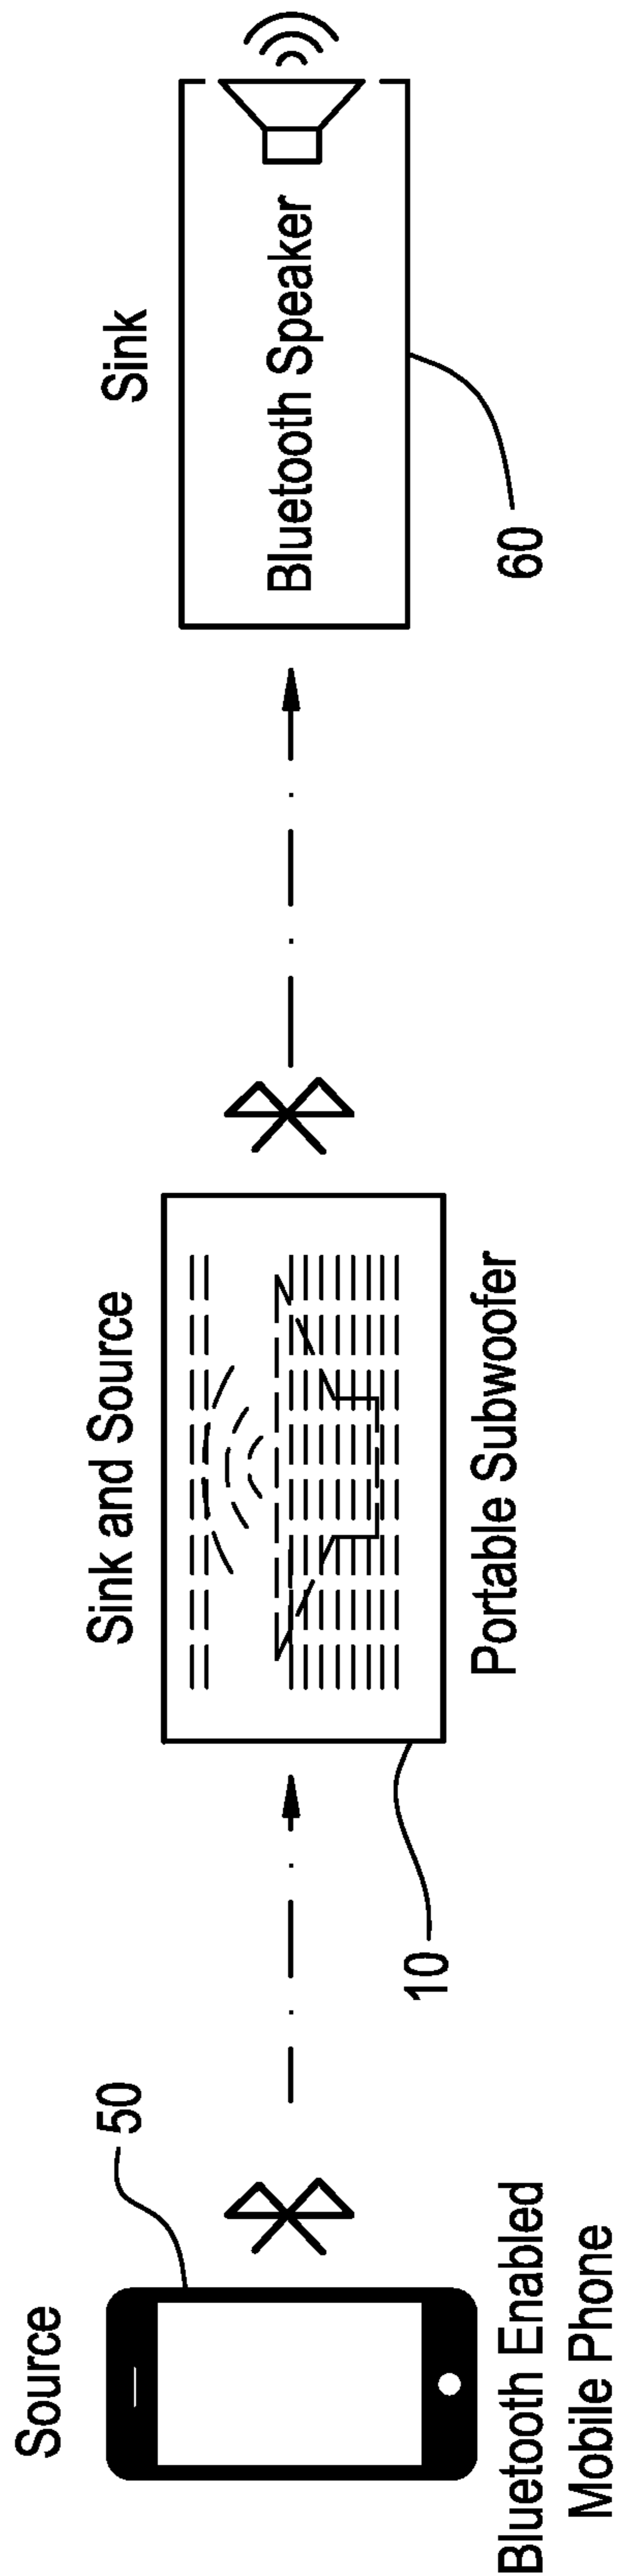 Source
50
Bluetooth Enabled
Mobile Phone
Sink and Source
10
Portable Subwoofer
Sink
Bluetooth Speaker
60